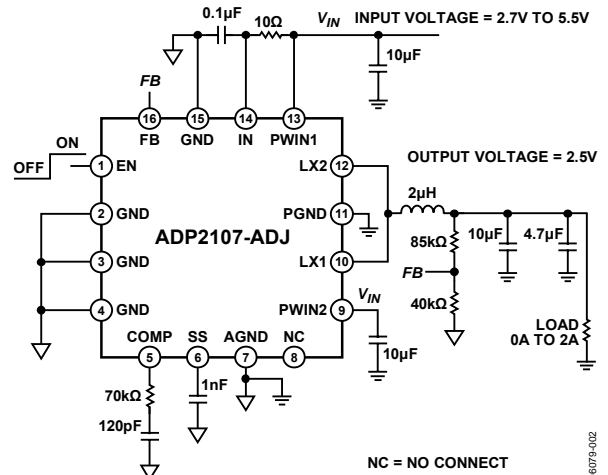 0.1µF
10Ω
VIN
INPUT VOLTAGE = 2.7V TO 5.5V
10µF
FB
16
15
14
13
FB
GND
IN
PWIN1
ON
OFF
1
EN
LX2
12
OUTPUT VOLTAGE = 2.5V
2µH
2
GND
PGND
11
85kΩ
10µF
4.7µF
ADP2107-ADJ
FB
3
GND
LX1
10
40kΩ
4
GND
PWIN2
9
VIN
LOAD
0A TO 2A
COMP
SS
AGND
NC
5
6
7
8
10µF
70kΩ
1nF
120pF
NC = NO CONNECT
6079-002